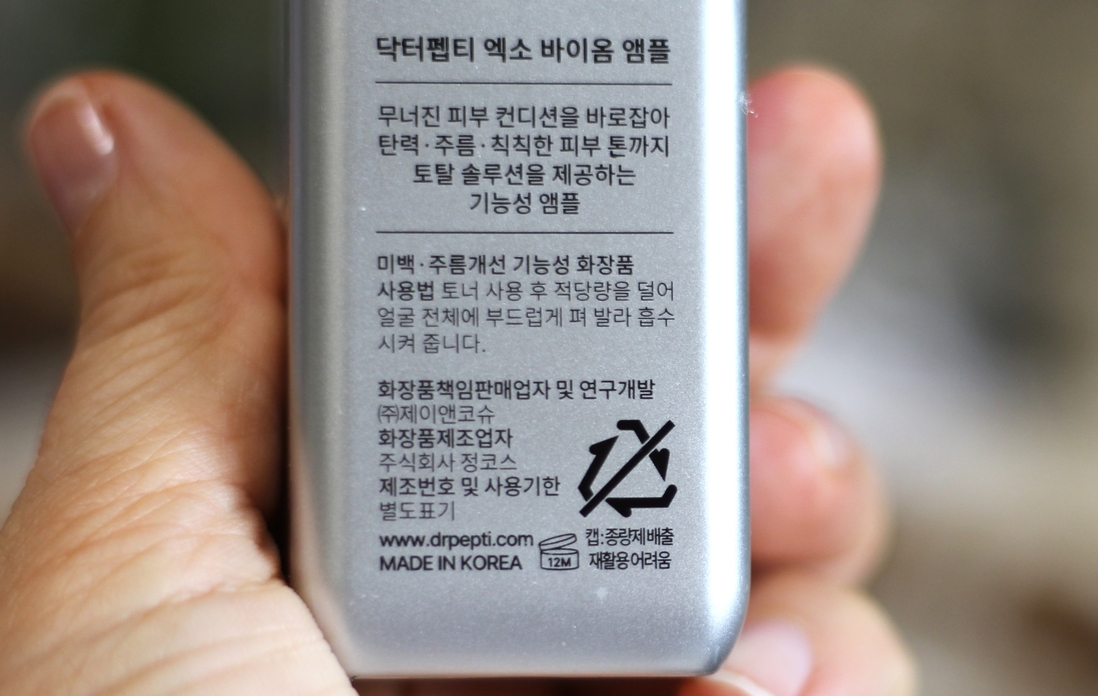 닥터펩티 엑소 바이옴 앰플
무너진 피부 컨디션을 바로잡아
탄력·주름·칙칙한 피부 톤까지
토탈 솔루션을 제공하는
기능성 앰플
미백·주름개선 기능성 화장품
사용법 토너 사용 후 적당량을 덜어
얼굴 전체에 부드럽게 펴 발라 흡수
시켜 줍니다.
화장품책임판매업자 및 연구개발
㈜제이앤코슈
화장품제조업자
주식회사 정코스
제조번호 및 사용기한
별도표기
www.drpepti.com
MADE IN KOREA
12M
캡:종량제배출
재활용어려움